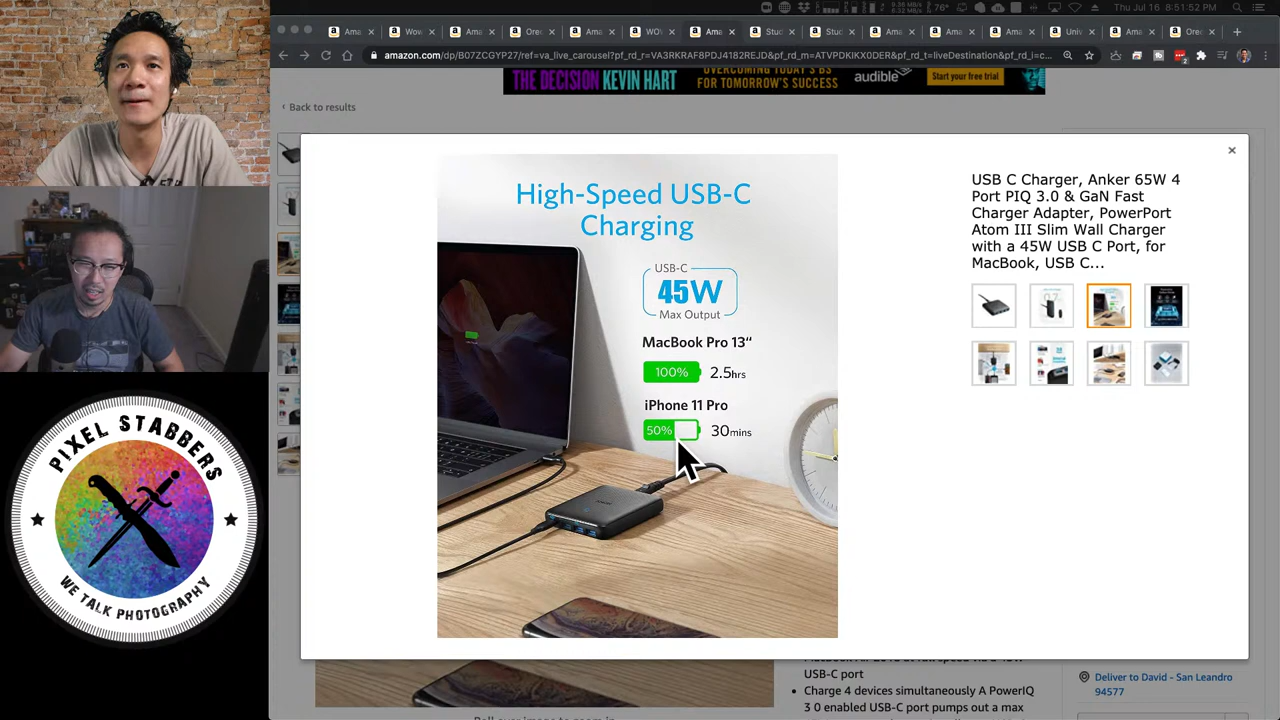 Thu Jul 16 8:51:52 PM
amazon.com/dp/B07ZCGYP27/ref=va_live_carousel?pf_rd_r=VA3RKRAF8PDJ4182REJD&pf_rd_m=ATVPDKIKX0DER&pf_rd_t=liveDestination&pf_rd_i=c...
THE DECISION KEVIN HART
OVERCOMING TODAY'S BS
FOR TOMORROW'S SUCCESS
audible
Start your free trial
Back to results
High-Speed USB-C
Charging
USB-C
45W
Max Output
MacBook Pro 13“
100% 2.5hrs
iPhone 11 Pro
50% 30mins
USB C Charger, Anker 65W 4
Port PIQ 3.0 & GaN Fast
Charger Adapter, PowerPort
Atom III Slim Wall Charger
with a 45W USB C Port, for
MacBook, USB C...
PIXEL STABBERS
WE TALK PHOTOGRAPHY
USB-C port
Charge 4 devices simultaneously A PowerIQ
3 0 enabled USB-C port pumps out a max
Deliver to David - San Leandro
94577